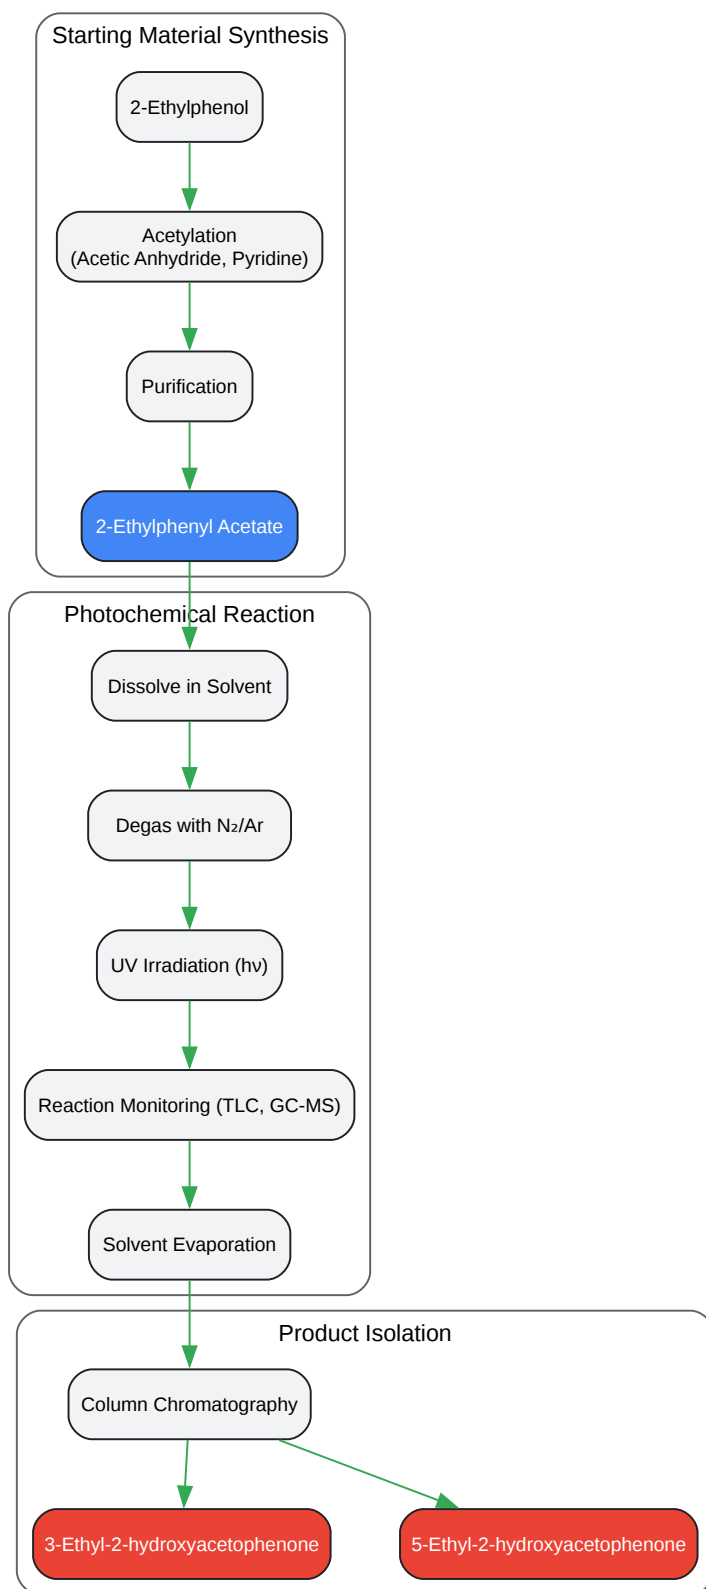 Starting Material Synthesis
2-Ethylphenol
Acetylation
(Acetic Anhydride, Pyridine)
Purification
2-Ethylphenyl Acetate
Photochemical Reaction
Dissolve in Solvent
Degas with N₂/Ar
UV Irradiation (hν)
Reaction Monitoring (TLC, GC-MS)
Solvent Evaporation
Product Isolation
Column Chromatography
3-Ethyl-2-hydroxyacetophenone
5-Ethyl-2-hydroxyacetophenone